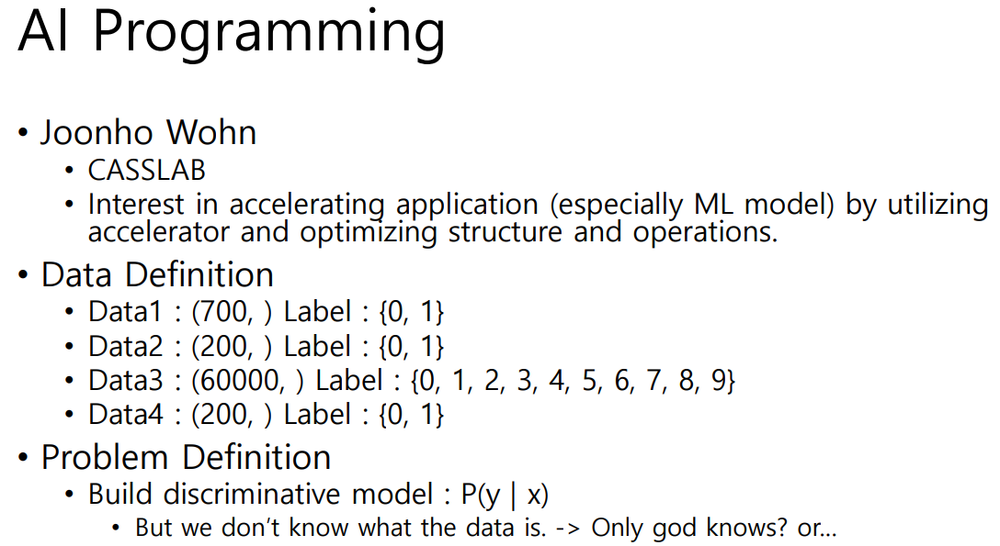 AI Programming
• Joonho Wohn
• CASSLAB
• Interest in accelerating application (especially ML model) by utilizing
accelerator and optimizing structure and operations.
• Data Definition
• Data1 : (700, ) Label : {0, 1}
• Data2 : (200, ) Label : {0, 1}
• Data3 : (60000, ) Label : {0, 1, 2, 3, 4, 5, 6, 7, 8, 9}
• Data4 : (200, ) Label : {0, 1}
• Problem Definition
• Build discriminative model : P(y | x)
• But we don’t know what the data is. -> Only god knows? or…